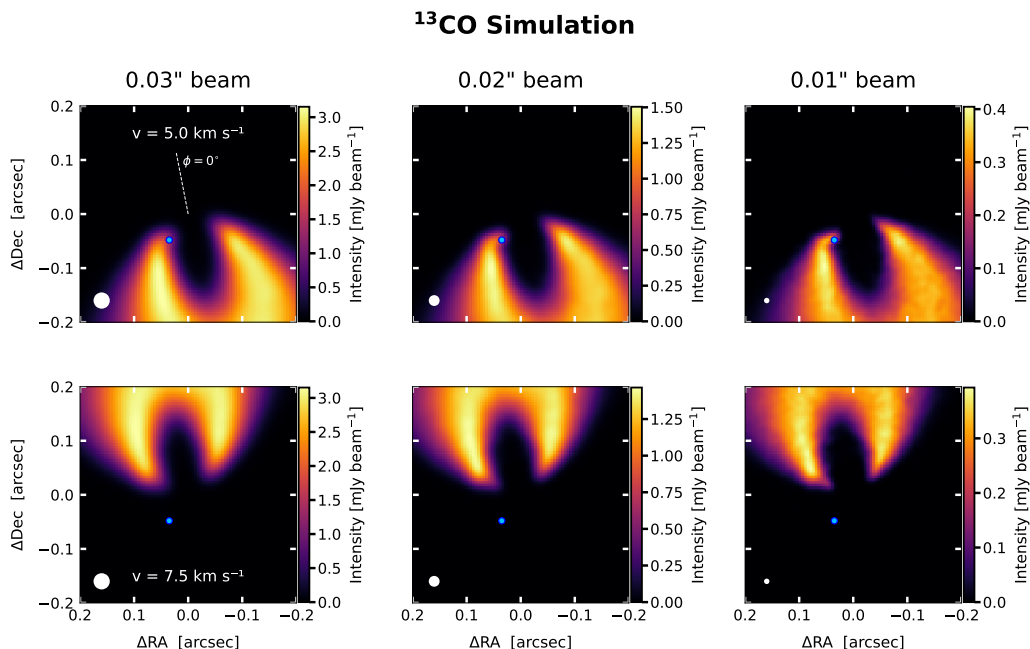 ¹³CO Simulation
0.03" beam
0.02" beam
0.01" beam
ΔDec [arcsec]
0.2
0.1
0.0
−0.1
−0.2
v = 5.0 km s⁻¹
ϕ = 0°
3.0
2.5
2.0
1.5
1.0
0.5
0.0
Intensity [mJy beam⁻¹]
1.50
1.25
1.00
0.75
0.50
0.25
0.00
Intensity [mJy beam⁻¹]
0.4
0.3
0.2
0.1
0.0
Intensity [mJy beam⁻¹]
ΔDec [arcsec]
0.2
0.1
0.0
−0.1
−0.2
v = 7.5 km s⁻¹
0.2 0.1 0.0 −0.1 −0.2
ΔRA [arcsec]
3.0
2.5
2.0
1.5
1.0
0.5
0.0
Intensity [mJy beam⁻¹]
0.2 0.1 0.0 −0.1 −0.2
ΔRA [arcsec]
1.25
1.00
0.75
0.50
0.25
0.00
Intensity [mJy beam⁻¹]
0.2 0.1 0.0 −0.1 −0.2
ΔRA [arcsec]
0.3
0.2
0.1
0.0
Intensity [mJy beam⁻¹]